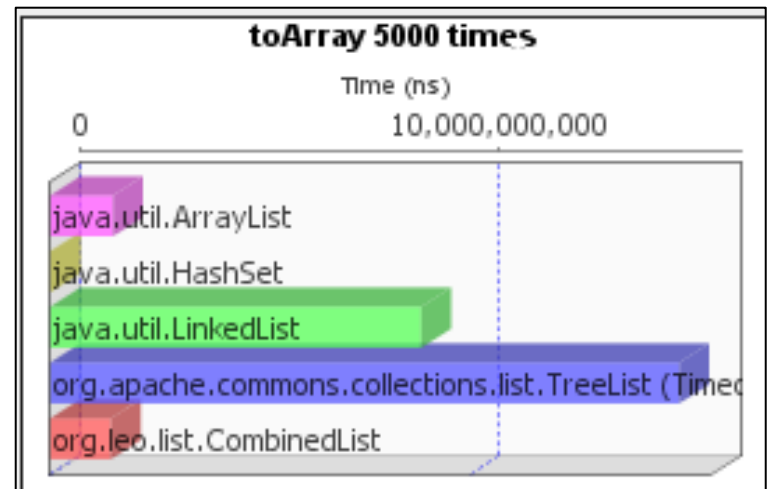 toArray 5000 times
Time (ns)
0 10,000,000,000
java.util.ArrayList
java.util.HashSet
java.util.LinkedList
org.apache.commons.collections.list.TreeList (Timed
org.leo.list.CombinedList